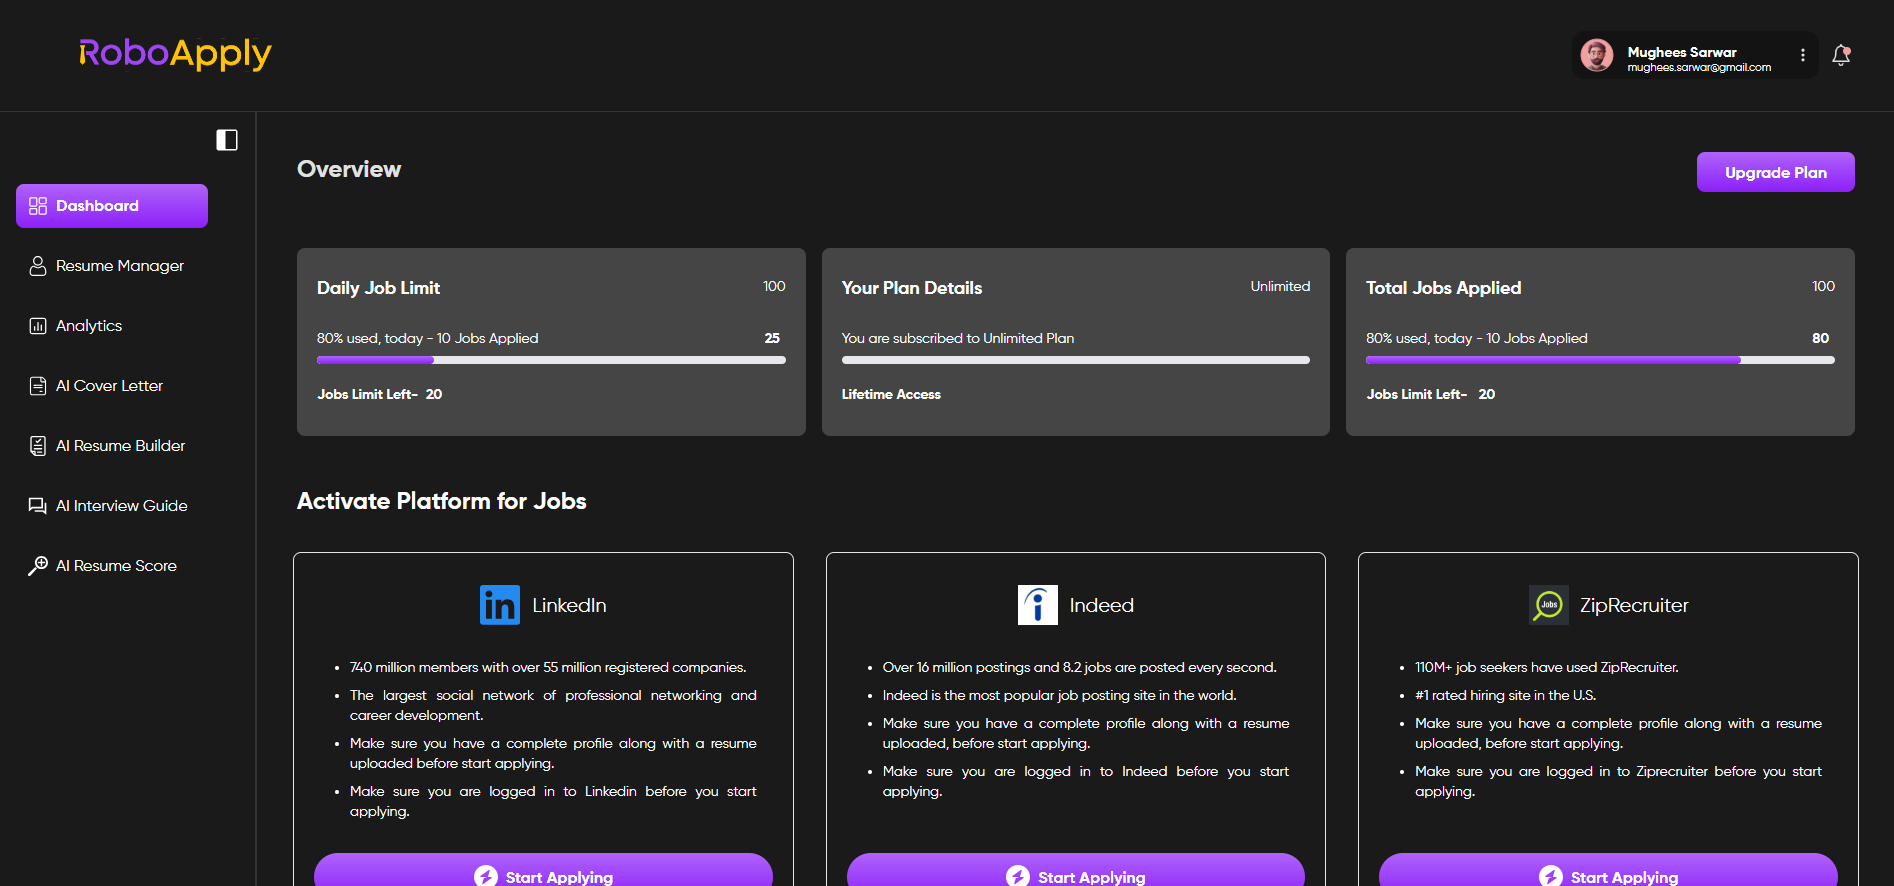 RoboApply
Mughees Sarwar
mughees.sarwar@gmail.com
Dashboard
Resume Manager
Analytics
AI Cover Letter
AI Resume Builder
AI Interview Guide
AI Resume Score
Overview
Upgrade Plan
Daily Job Limit
100
80% used, today - 10 Jobs Applied
25
Jobs Limit Left- 20
Your Plan Details
Unlimited
You are subscribed to Unlimited Plan
Lifetime Access
Total Jobs Applied
100
80% used, today - 10 Jobs Applied
80
Jobs Limit Left- 20
Activate Platform for Jobs
in LinkedIn
• 740 million members with over 55 million registered companies.
• The largest social network of professional networking and
career development.
• Make sure you have a complete profile along with a resume
uploaded before start applying.
• Make sure you are logged in to Linkedin before you start
applying.
Start Applying
i Indeed
• Over 16 million postings and 8.2 jobs are posted every second.
• Indeed is the most popular job posting site in the world.
• Make sure you have a complete profile along with a resume
uploaded, before start applying.
• Make sure you are logged in to Indeed before you start
applying.
Start Applying
Jobs ZipRecruiter
• 110M+ job seekers have used ZipRecruiter.
• #1 rated hiring site in the U.S.
• Make sure you have a complete profile along with a resume
uploaded, before start applying.
• Make sure you are logged in to Ziprecruiter before you start
applying.
Start Applying